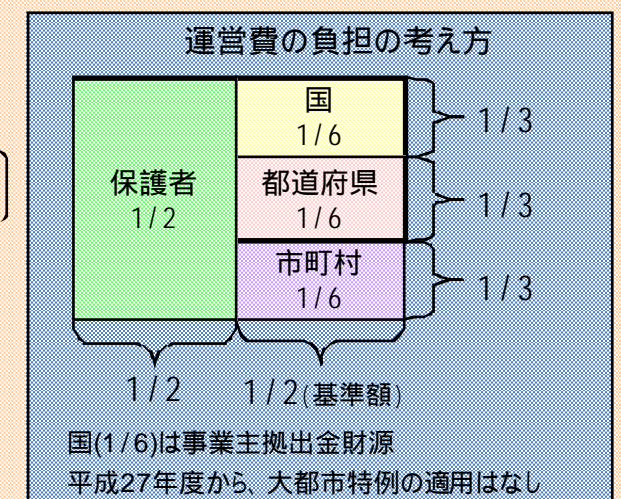 運営費の負担の考え方
国
1/6
1/3
保護者
1/2
都道府県
1/6
1/3
市町村
1/6
1/3
1/2
1/2(基準額)
国(1/6)は事業主拠出金財源
平成27年度から、大都市特例の適用はなし